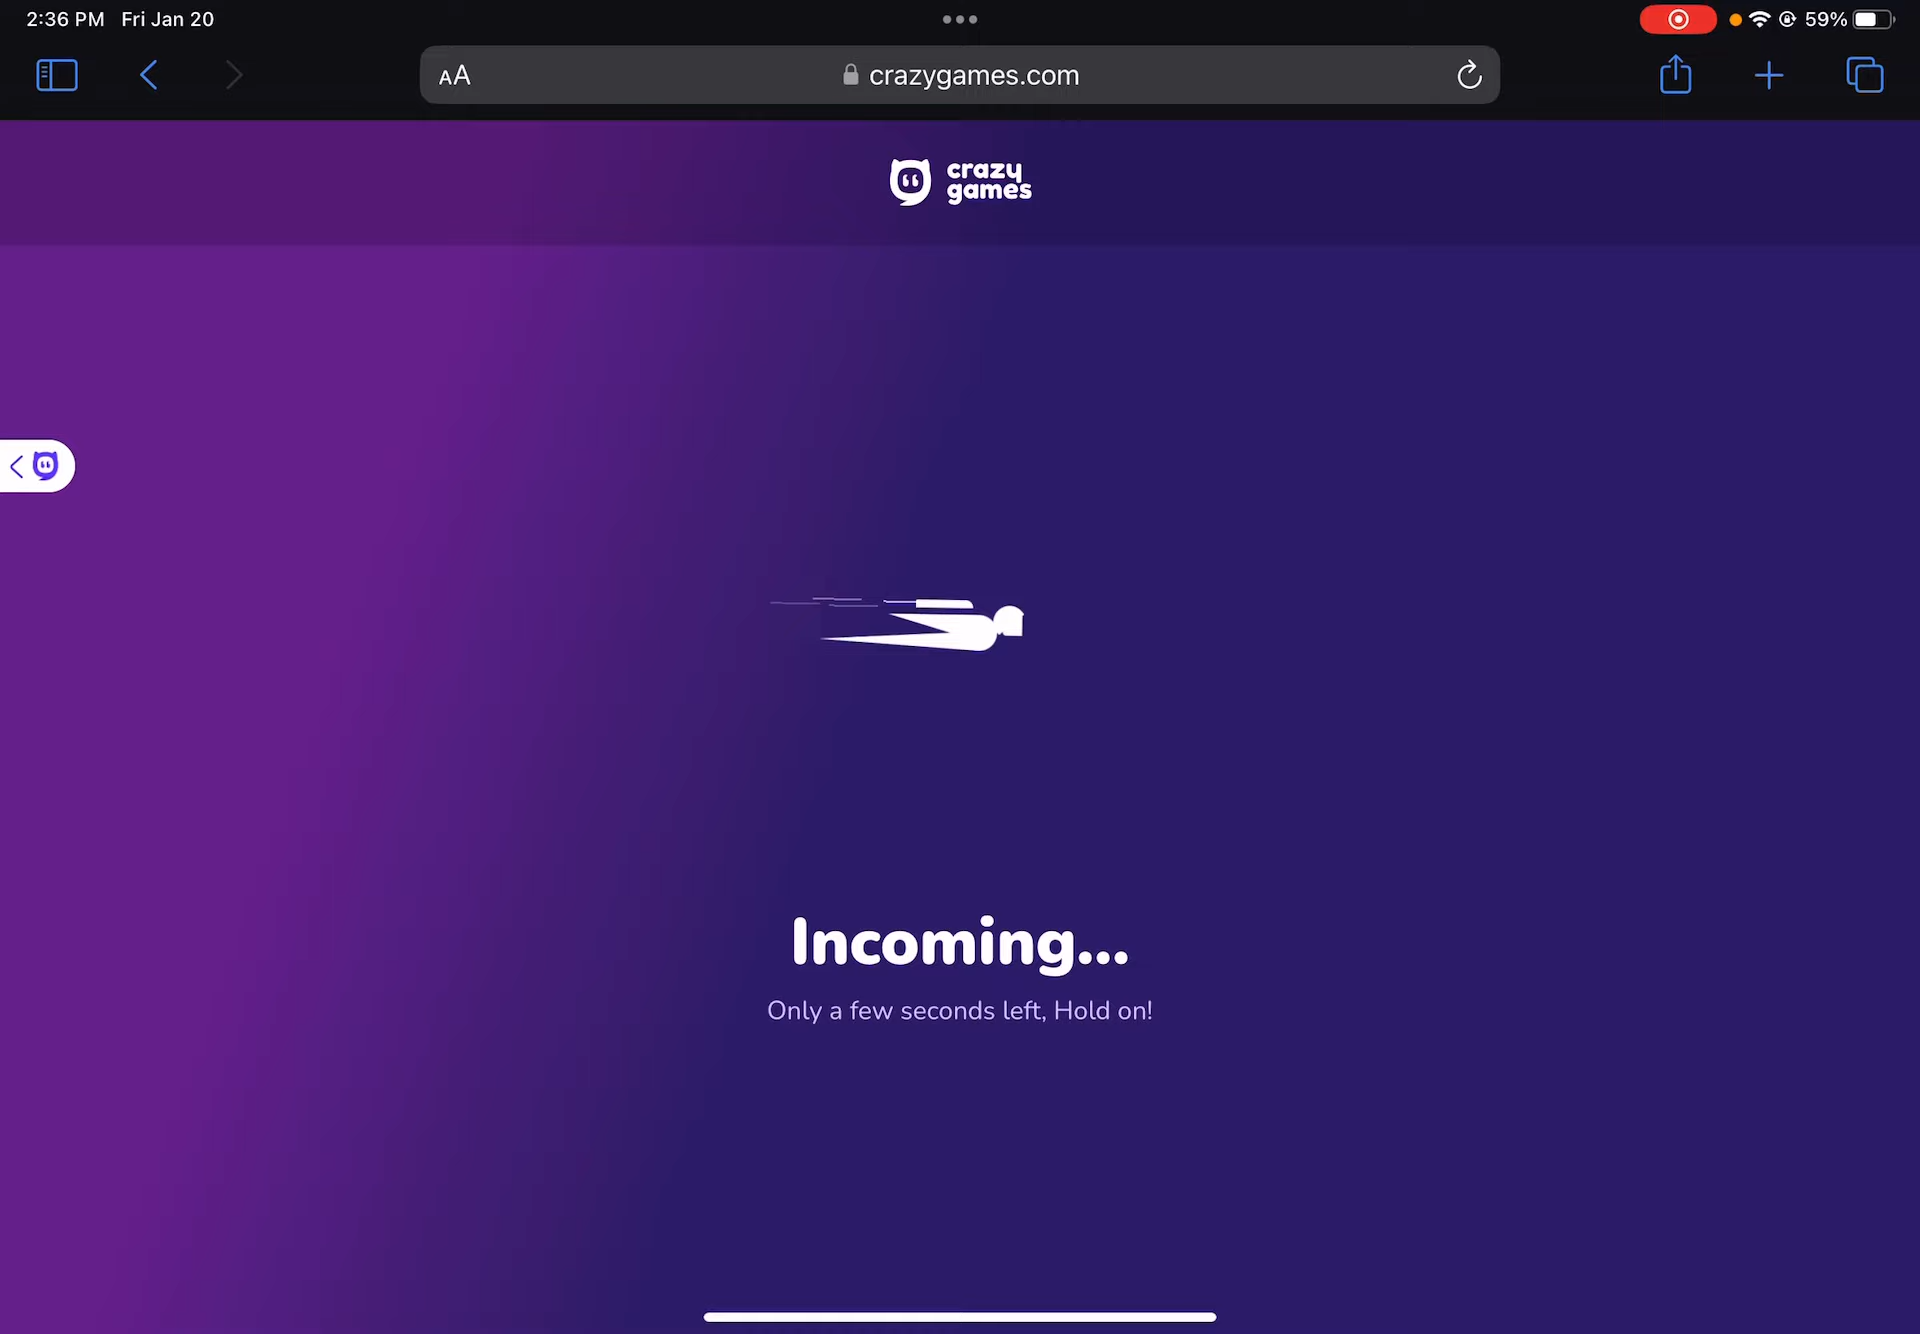 2:36 PM Fri Jan 20
59%
AA
crazygames.com
crazy
games
Incoming...
Only a few seconds left, Hold on!